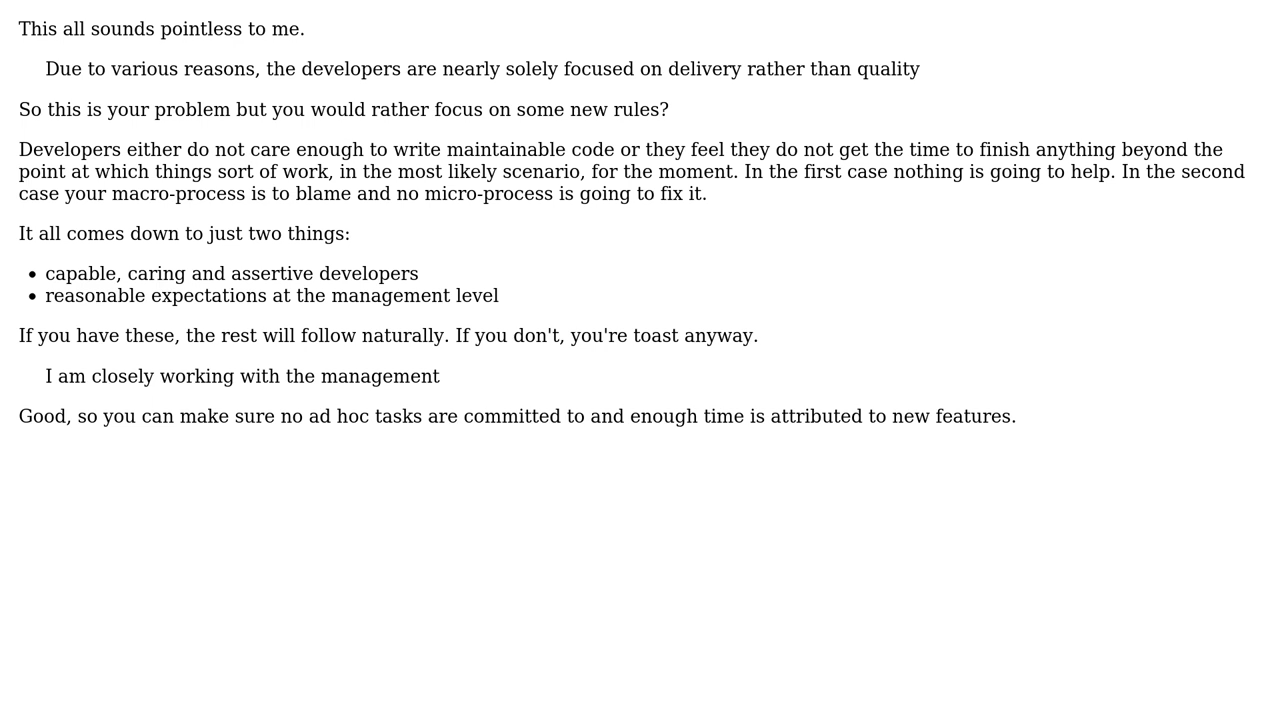 This all sounds pointless to me.
Due to various reasons, the developers are nearly solely focused on delivery rather than quality
So this is your problem but you would rather focus on some new rules?
Developers either do not care enough to write maintainable code or they feel they do not get the time to finish anything beyond the
point at which things sort of work, in the most likely scenario, for the moment. In the first case nothing is going to help. In the second
case your macro-process is to blame and no micro-process is going to fix it.
It all comes down to just two things:
• capable, caring and assertive developers
• reasonable expectations at the management level
If you have these, the rest will follow naturally. If you don't, you're toast anyway.
I am closely working with the management
Good, so you can make sure no ad hoc tasks are committed to and enough time is attributed to new features.